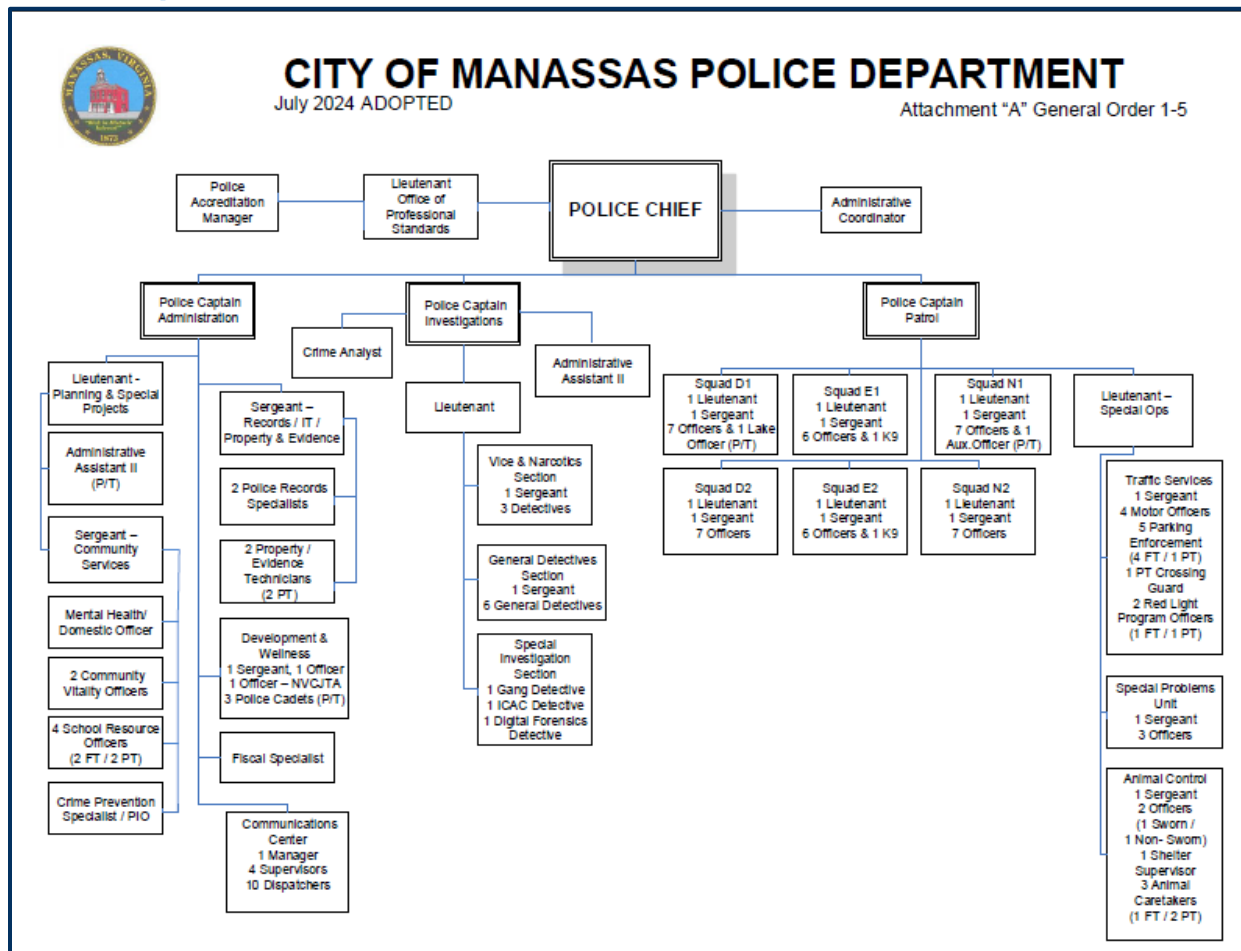 MANASSAS, VIRGINIA
1873
CITY OF MANASSAS POLICE DEPARTMENT
July 2024 ADOPTED
Attachment “A” General Order 1-5
Police
Accreditation
Manager
Lieutenant
Office of
Professional
Standards
POLICE CHIEF
Administrative
Coordinator
Police Captain
Administration
Police Captain
Investigations
Police Captain
Patrol
Crime Analyst
Administrative
Assistant II
Lieutenant -
Planning & Special
Projects
Administrative
Assistant II
(P/T)
Sergeant –
Community
Services
Mental Health/
Domestic Officer
2 Community
Vitality Officers
4 School Resource
Officers
(2 FT / 2 PT)
Crime Prevention
Specialist / PIO
Sergeant –
Records / IT /
Property & Evidence
2 Police Records
Specialists
2 Property /
Evidence
Technicians
(2 PT)
Development &
Wellness
1 Sergeant, 1 Officer
1 Officer – NVCJTA
3 Police Cadets (P/T)
Fiscal Specialist
Communications
Center
1 Manager
4 Supervisors
10 Dispatchers
Lieutenant
Vice & Narcotics
Section
1 Sergeant
3 Detectives
General Detectives
Section
1 Sergeant
6 General Detectives
Special
Investigation
Section
1 Gang Detective
1 ICAC Detective
1 Digital Forensics
Detective
Squad D1
1 Lieutenant
1 Sergeant
7 Officers & 1 Lake
Officer (P/T)
Squad E1
1 Lieutenant
1 Sergeant
6 Officers & 1 K9
Squad N1
1 Lieutenant
1 Sergeant
7 Officers & 1
Aux.Officer (P/T)
Squad D2
1 Lieutenant
1 Sergeant
7 Officers
Squad E2
1 Lieutenant
1 Sergeant
6 Officers & 1 K9
Squad N2
1 Lieutenant
1 Sergeant
7 Officers
Lieutenant –
Special Ops
Traffic Services
1 Sergeant
4 Motor Officers
5 Parking
Enforcement
(4 FT / 1 PT)
1 PT Crossing
Guard
2 Red Light
Program Officers
(1 FT / 1 PT)
Special Problems
Unit
1 Sergeant
3 Officers
Animal Control
1 Sergeant
2 Officers
(1 Sworn /
1 Non- Sworn)
1 Shelter
Supervisor
3 Animal
Caretakers
(1 FT / 2 PT)